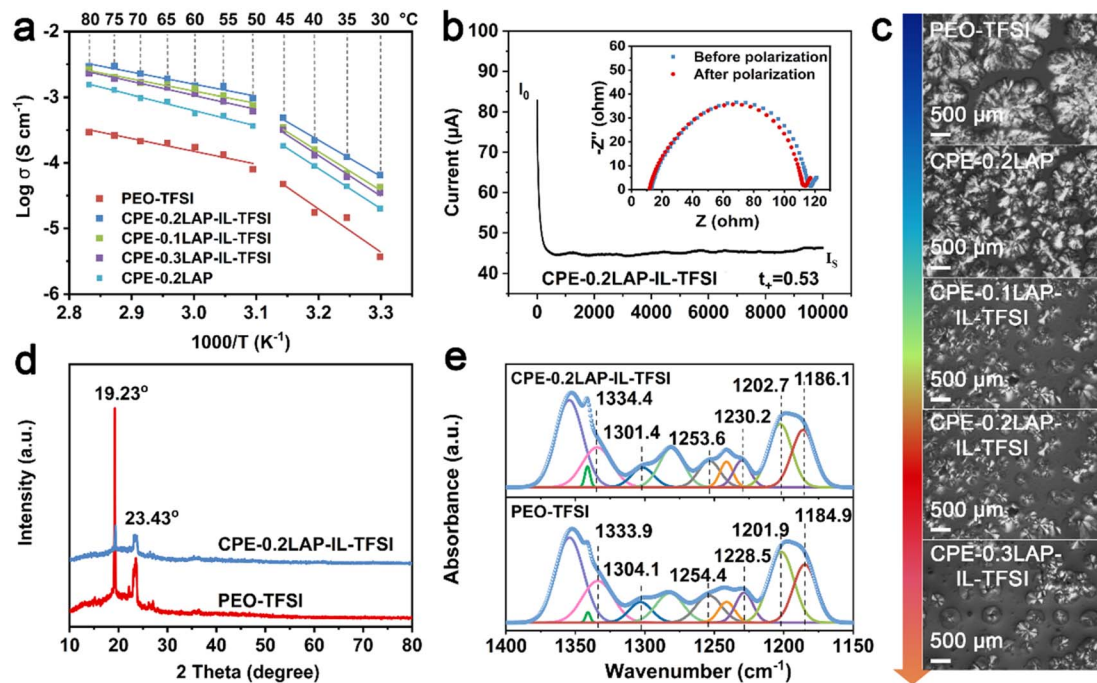 a
80 75 70 65 60 55 50 45 40 35 30 °C
-2
-3
-4
-5
-6
Log σ (S cm⁻¹)
PEO-TFSI
CPE-0.2LAP-IL-TFSI
CPE-0.1LAP-IL-TFSI
CPE-0.3LAP-IL-TFSI
CPE-0.2LAP
2.8 2.9 3.0 3.1 3.2 3.3
1000/T (K⁻¹)
b
100
90
80
70
60
50
40
Current (μA)
I₀
60
50
40
30
20
10
0
-Z'' (ohm)
Before polarization
After polarization
0 20 40 60 80 100 120
Z (ohm)
Iₛ
CPE-0.2LAP-IL-TFSI t₊=0.53
0 2000 4000 6000 8000 10000
c
PEO-TFSI
500 μm
CPE-0.2LAP
500 μm
CPE-0.1LAP-
IL-TFSI
500 μm
CPE-0.2LAP-
IL-TFSI
500 μm
CPE-0.3LAP-
IL-TFSI
500 μm
d
Intensity (a.u.)
19.23°
23.43°
CPE-0.2LAP-IL-TFSI
PEO-TFSI
10 20 30 40 50 60 70 80
2 Theta (degree)
e
Absorbance (a.u.)
CPE-0.2LAP-IL-TFSI
1334.4
1301.4
1253.6
1230.2
1202.7
1186.1
PEO-TFSI
1333.9
1304.1
1254.4
1228.5
1201.9
1184.9
1400 1350 1300 1250 1200 1150
Wavenumber (cm⁻¹)